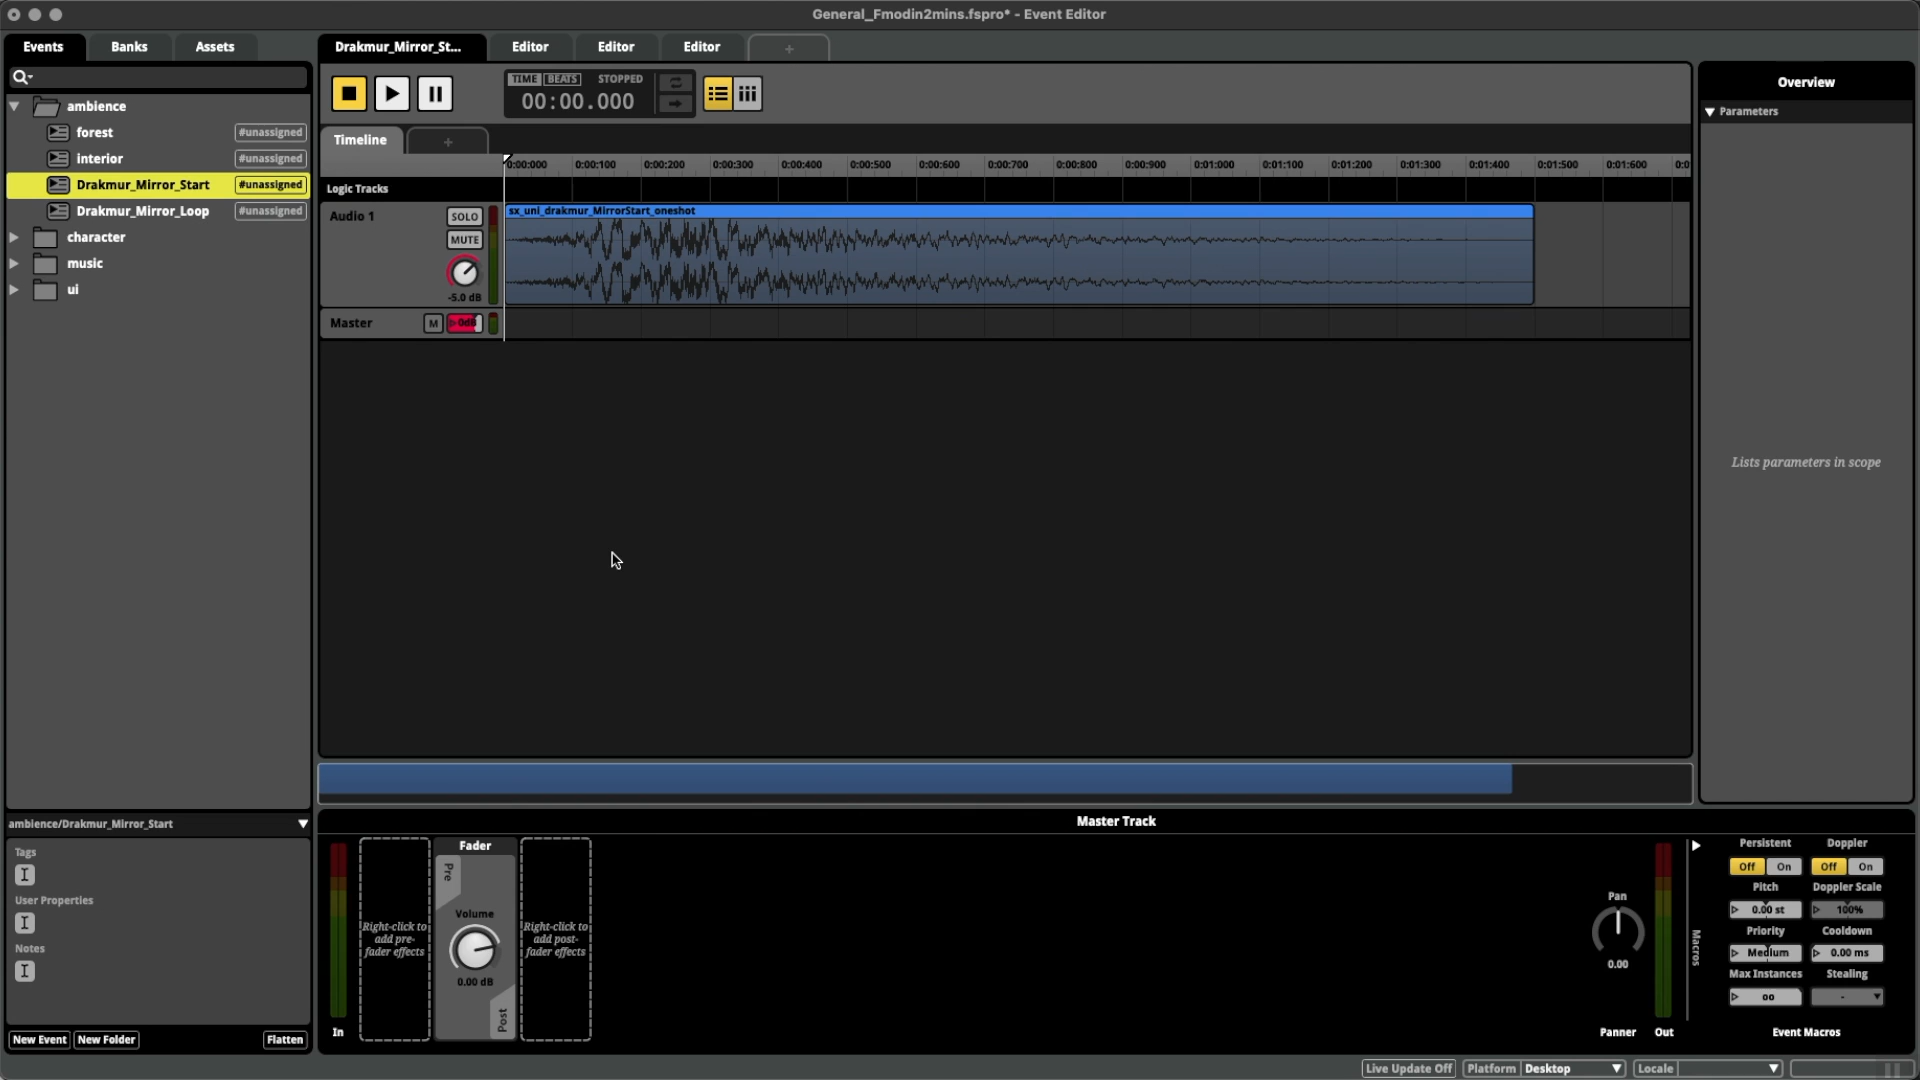 General_Fmodin2mins.fspro* - Event Editor
Events
Banks
Assets
Drakmur_Mirror_St...
Editor
Editor
Editor
+
TIME BEATS STOPPED
00:00.000
Overview
Parameters
Lists parameters in scope
ambience
forest #unassigned
interior #unassigned
Drakmur_Mirror_Start #unassigned
Drakmur_Mirror_Loop #unassigned
character
music
ui
Timeline
+
0:00:000 0:00:100 0:00:200 0:00:300 0:00:400 0:00:500 0:00:600 0:00:700 0:00:800 0:00:900 0:01:000 0:01:100 0:01:200 0:01:300 0:01:400 0:01:500 0:01:600 0:0
Logic Tracks
Audio 1
SOLO
MUTE
-5.0 dB
sx_uni_drakmur_MirrorStart_oneshot
Master M 0dB
ambience/Drakmur_Mirror_Start
Tags
User Properties
Notes
New Event New Folder Flatten
Master Track
In
Right-click to
add pre-
fader effects
Fader
Pre
Volume
0.00 dB
Post
Right-click to
add post-
fader effects
Pan
0.00
Panner
Out
Macros
Persistent Doppler
Off On Off On
Pitch Doppler Scale
0.00 st 100%
Priority Cooldown
Medium 0.00 ms
Max Instances Stealing
oo -
Event Macros
Live Update Off Platform Desktop Locale